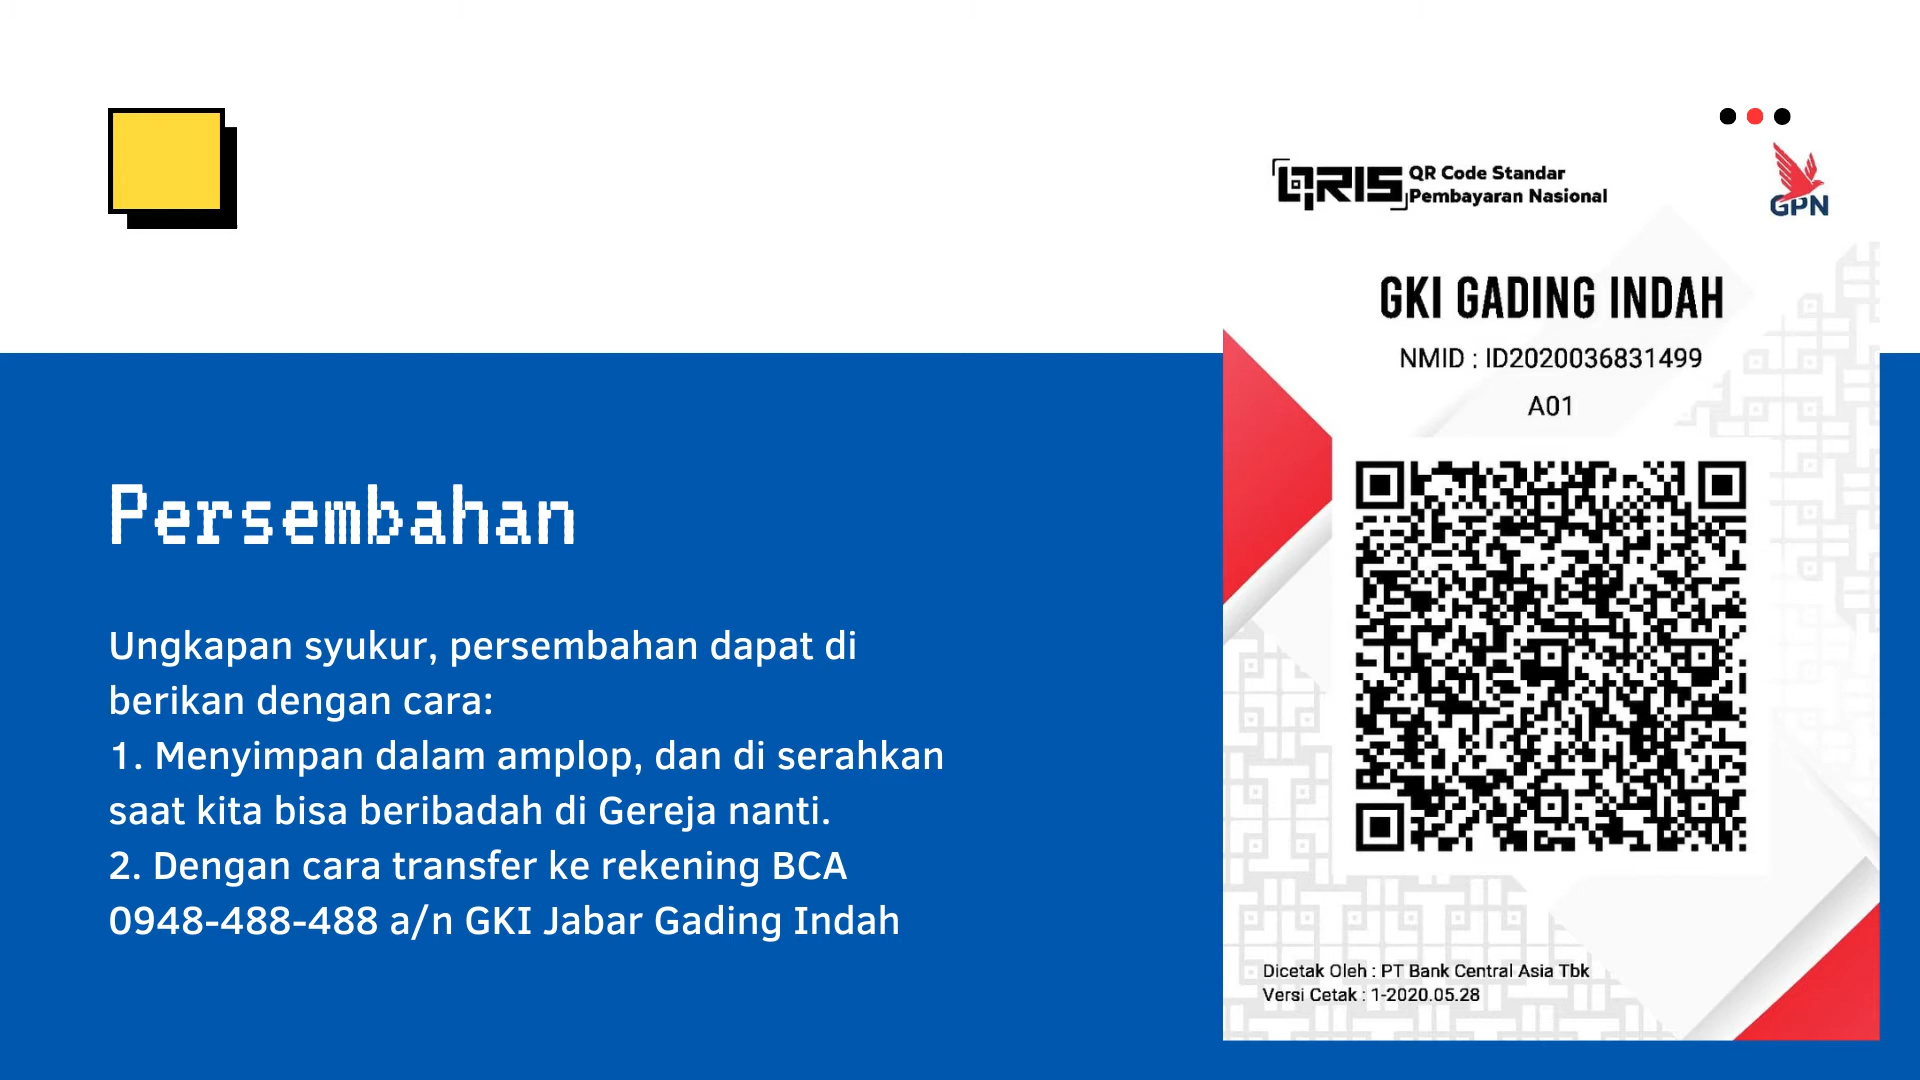 Persembahan
Ungkapan syukur, persembahan dapat di
berikan dengan cara:
1. Menyimpan dalam amplop, dan di serahkan
saat kita bisa beribadah di Gereja nanti.
2. Dengan cara transfer ke rekening BCA
0948-488-488 a/n GKI Jabar Gading Indah
QRIS
QR Code Standar
Pembayaran Nasional
GPN
GKI GADING INDAH
NMID : ID2020036831499
A01
Dicetak Oleh : PT Bank Central Asia Tbk
Versi Cetak : 1-2020.05.28